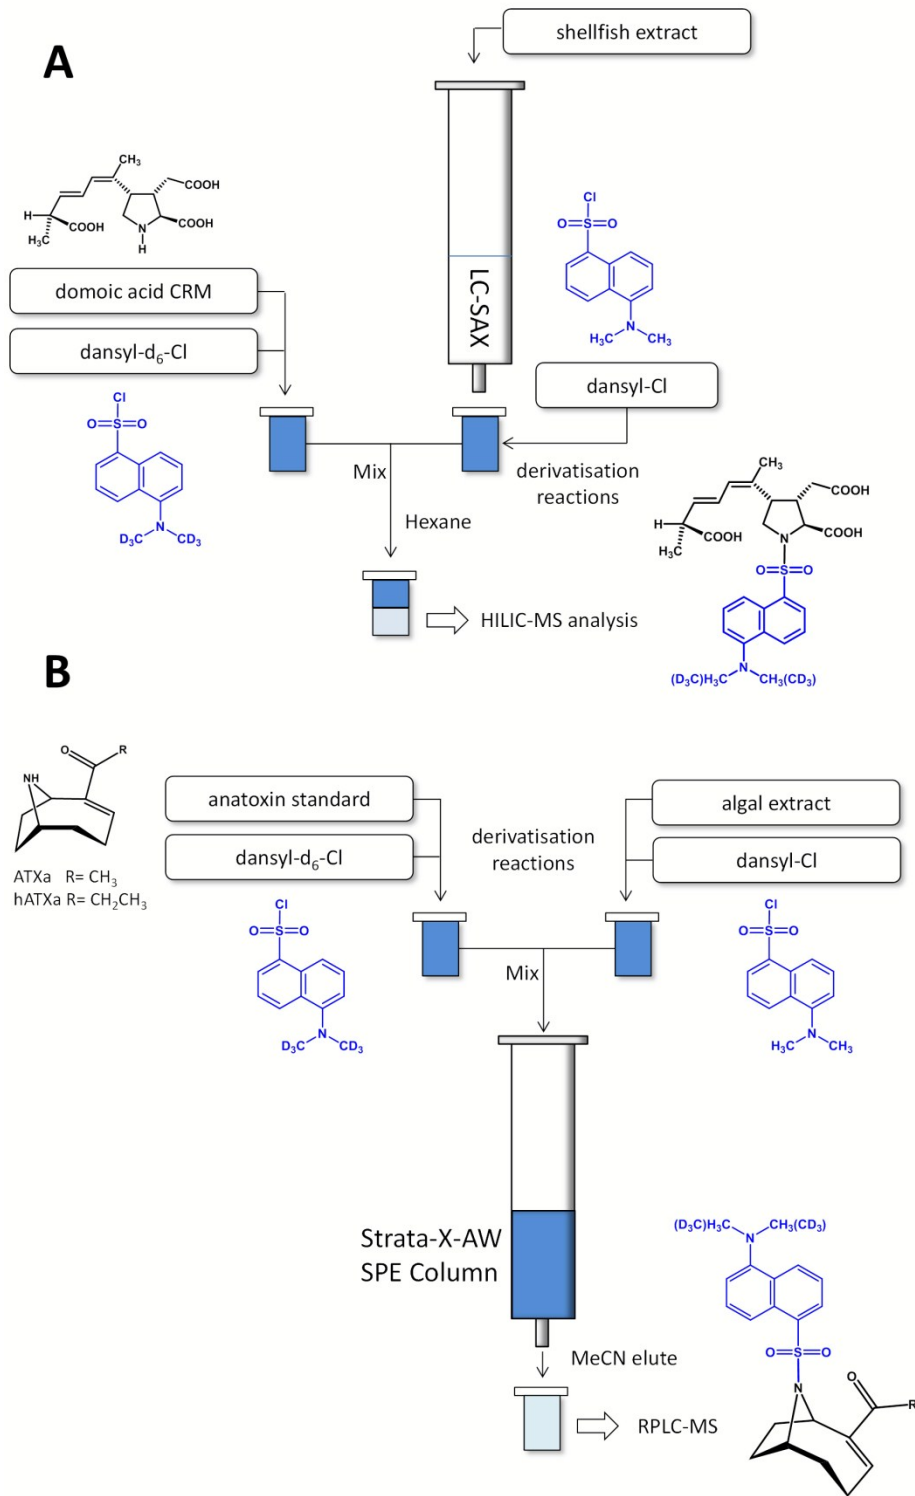 A
shellfish extract
CH₃
COOH
COOH
H
H₃C
COOH
N
H
domoic acid CRM
dansyl-d₆-Cl
LC-SAX
Cl
O=S=O
N
H₃C
CH₃
dansyl-Cl
Cl
O=S=O
N
D₃C
CD₃
Mix
derivatisation
reactions
Hexane
HILIC-MS analysis
CH₃
COOH
COOH
H
H₃C
COOH
N
O=S=O
N
(D₃C)H₃C
CH₃(CD₃)
B
O
R
NH
ATXa R= CH₃
hATXa R= CH₂CH₃
anatoxin standard
dansyl-d₆-Cl
derivatisation
reactions
algal extract
dansyl-Cl
Cl
O=S=O
N
D₃C
CD₃
Mix
Cl
O=S=O
N
H₃C
CH₃
Strata-X-AW
SPE Column
MeCN elute
RPLC-MS
(D₃C)H₃C
CH₃(CD₃)
N
O=S=O
N
O
R